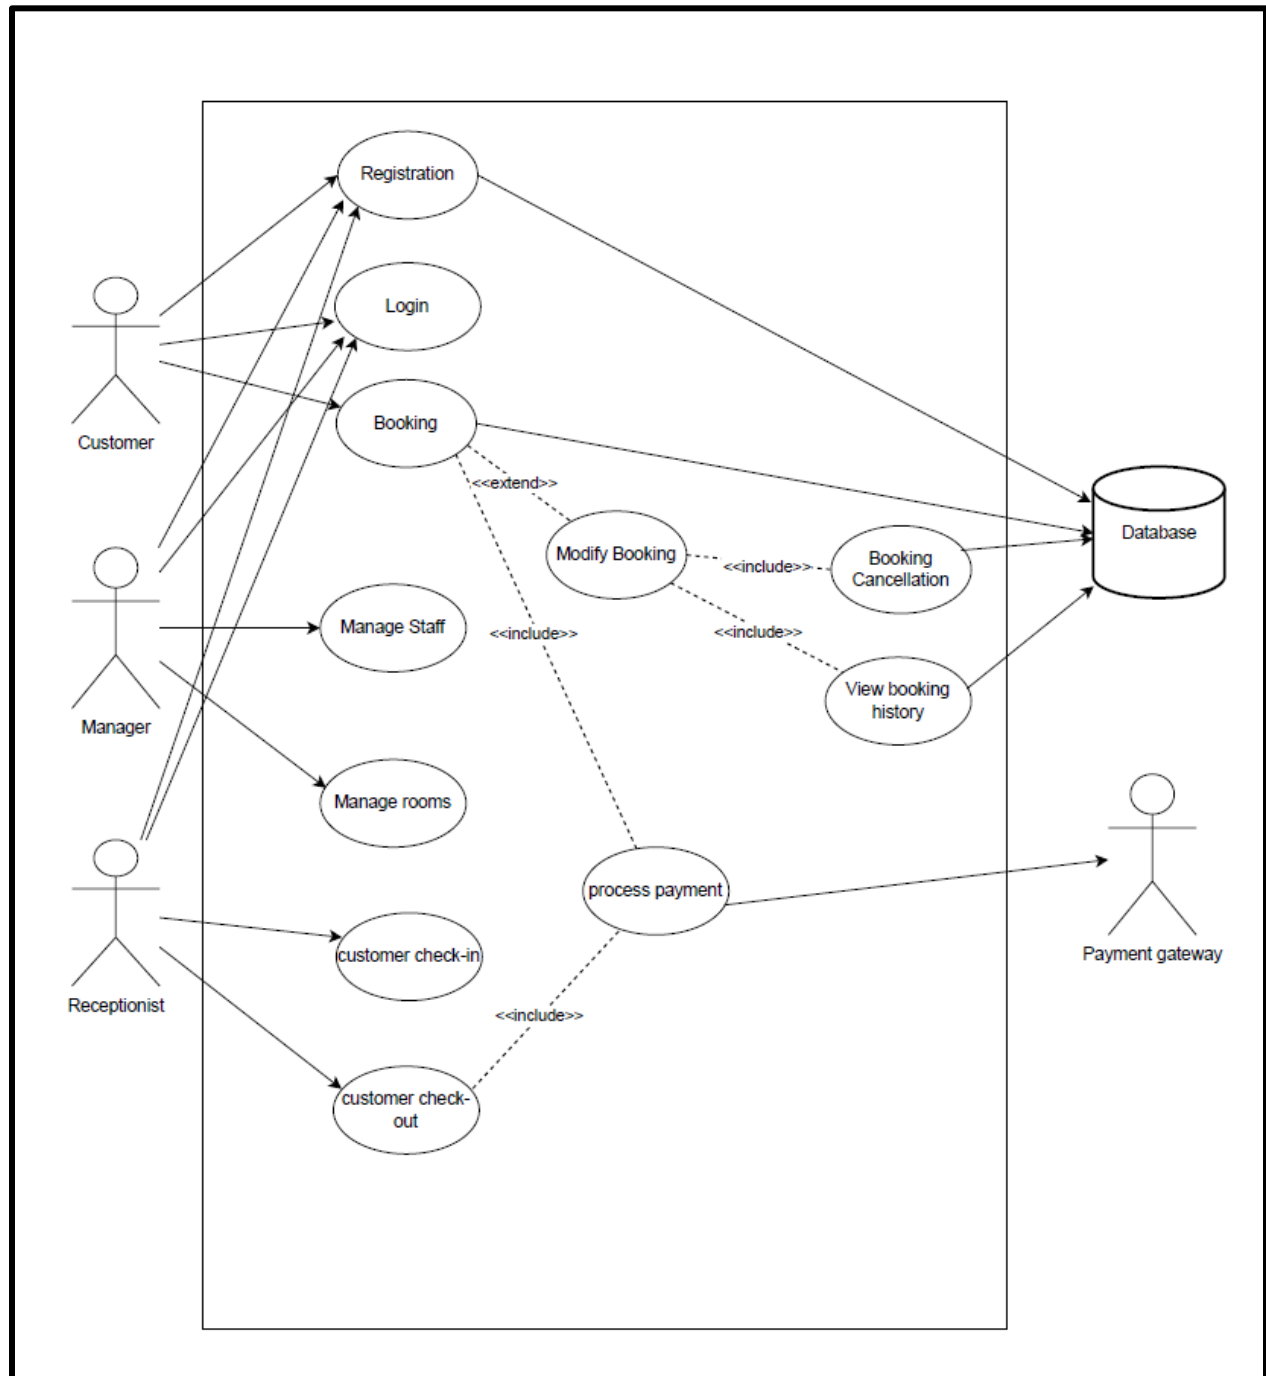 Registration
Login
Customer
Booking
<<extend>>
Modify Booking
<<include>>
Booking
Cancellation
Database
Manage Staff
<<include>>
<<include>>
View booking
history
Manager
Manage rooms
process payment
Payment gateway
customer check-in
Receptionist
<<include>>
customer check-
out